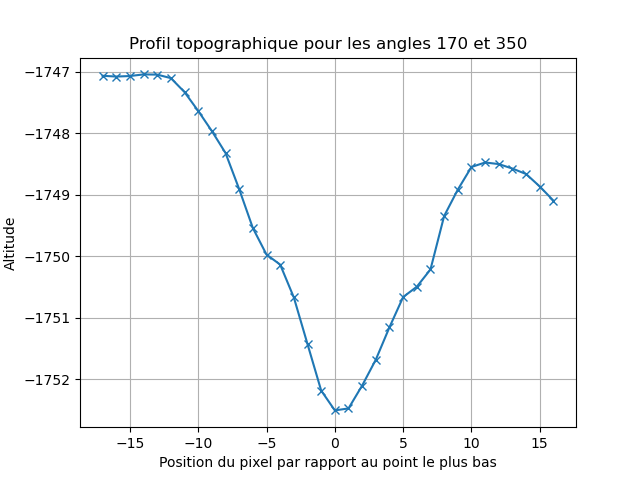 Profil topographique pour les angles 170 et 350
−1747
−1748
−1749
−1750
−1751
−1752
Altitude
−15 −10 −5 0 5 10 15
Position du pixel par rapport au point le plus bas